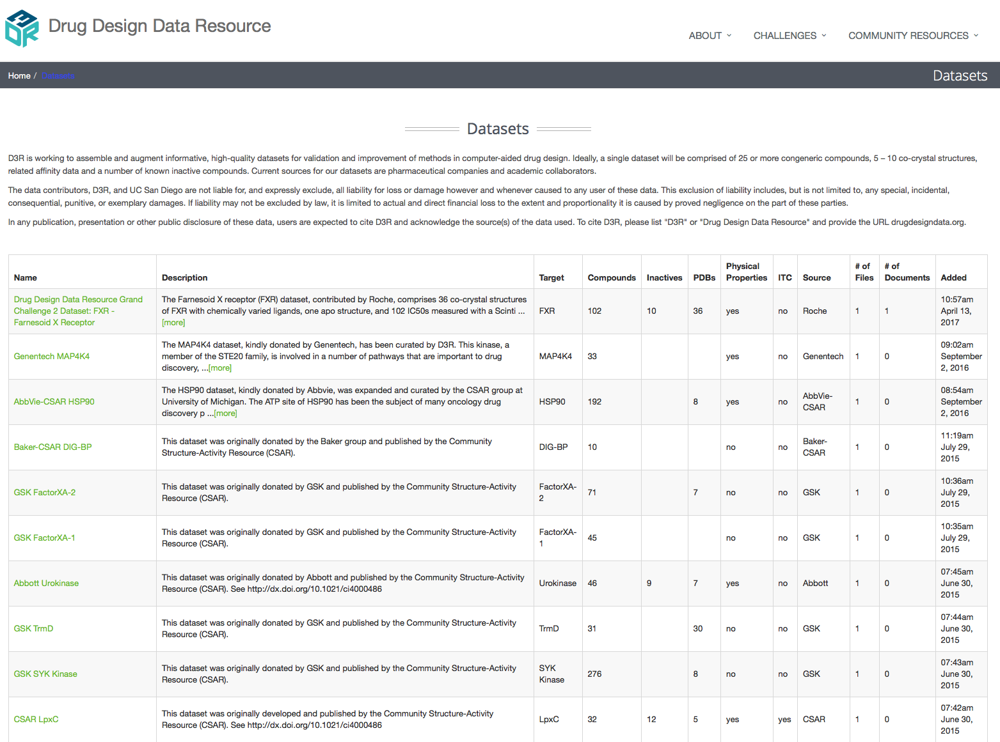 3DR
Drug Design Data Resource
ABOUT CHALLENGES COMMUNITY RESOURCES
Home / Datasets
Datasets
Datasets
D3R is working to assemble and augment informative, high-quality datasets for validation and improvement of methods in computer-aided drug design. Ideally, a single dataset will be comprised of 25 or more congeneric compounds, 5 – 10 co-crystal structures,
related affinity data and a number of known inactive compounds. Current sources for our datasets are pharmaceutical companies and academic collaborators.
The data contributors, D3R, and UC San Diego are not liable for, and expressly exclude, all liability for loss or damage however and whenever caused to any user of these data. This exclusion of liability includes, but is not limited to, any special, incidental,
consequential, punitive, or exemplary damages. If liability may not be excluded by law, it is limited to actual and direct financial loss to the extent and proportionality it is caused by proved negligence on the part of these parties.
In any publication, presentation or other public disclosure of these data, users are expected to cite D3R and acknowledge the source(s) of the data used. To cite D3R, please list "D3R" or "Drug Design Data Resource" and provide the URL drugdesigndata.org.
Name
Description
Target
Compounds
Inactives
PDBs
Physical
Properties
ITC
Source
# of
Files
# of
Documents
Added
Drug Design Data Resource Grand
Challenge 2 Dataset: FXR -
Farnesoid X Receptor
The Farnesoid X receptor (FXR) dataset, contributed by Roche, comprises 36 co-crystal structures
of FXR with chemically varied ligands, one apo structure, and 102 IC50s measured with a Scinti ...
[more]
FXR
102
10
36
yes
no
Roche
1
1
10:57am
April 13,
2017
Genentech MAP4K4
The MAP4K4 dataset, kindly donated by Genentech, has been curated by D3R. This kinase, a
member of the STE20 family, is involved in a number of pathways that are important to drug
discovery, ...[more]
MAP4K4
33
yes
no
Genentech
1
0
09:02am
September
2, 2016
AbbVie-CSAR HSP90
The HSP90 dataset, kindly donated by Abbvie, was expanded and curated by the CSAR group at
University of Michigan. The ATP site of HSP90 has been the subject of many oncology drug
discovery p ...[more]
HSP90
192
8
yes
no
AbbVie-
CSAR
1
0
08:54am
September
2, 2016
Baker-CSAR DIG-BP
This dataset was originally donated by the Baker group and published by the Community
Structure-Activity Resource (CSAR).
DIG-BP
10
no
no
Baker-
CSAR
1
0
11:19am
July 29,
2015
GSK FactorXA-2
This dataset was originally donated by GSK and published by the Community Structure-Activity
Resource (CSAR).
FactorXA-
2
71
7
no
no
GSK
1
0
10:36am
July 29,
2015
GSK FactorXA-1
This dataset was originally donated by GSK and published by the Community Structure-Activity
Resource (CSAR).
FactorXA-
1
45
no
no
GSK
1
0
10:35am
July 29,
2015
Abbott Urokinase
This dataset was originally donated by Abbott and published by the Community Structure-Activity
Resource (CSAR). See http://dx.doi.org/10.1021/ci4000486
Urokinase
46
9
7
yes
no
Abbott
1
0
07:45am
June 30,
2015
GSK TrmD
This dataset was originally donated by GSK and published by the Community Structure-Activity
Resource (CSAR).
TrmD
31
30
no
no
GSK
1
0
07:44am
June 30,
2015
GSK SYK Kinase
This dataset was originally donated by GSK and published by the Community Structure-Activity
Resource (CSAR).
SYK
Kinase
276
8
no
no
GSK
1
0
07:43am
June 30,
2015
CSAR LpxC
This dataset was originally developed and published by the Community Structure-Activity
Resource (CSAR). See http://dx.doi.org/10.1021/ci4000486
LpxC
32
12
5
yes
yes
CSAR
1
0
07:42am
June 30,
2015